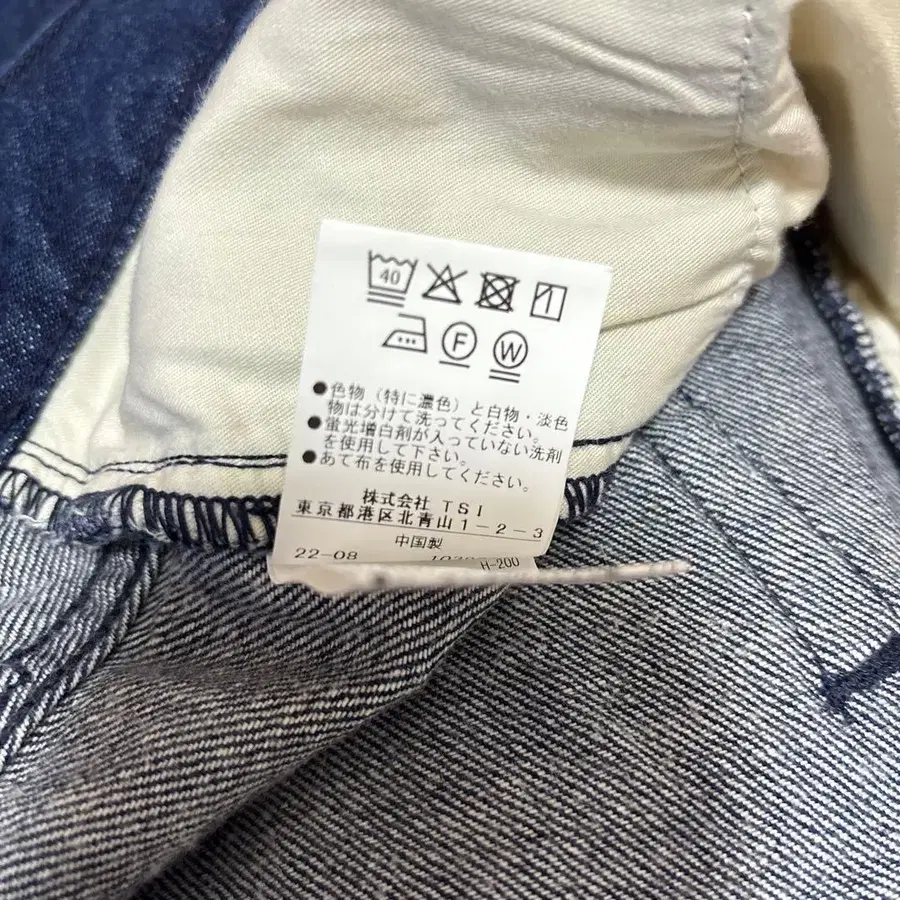 40
F W
●色物（特に濃色）と白物・淡色
物は分けて洗ってください。
●蛍光増白剤が入っていない洗剤
を使用して下さい。
●あて布を使用してください。
株式会社 TSI
東京都港区北青山1-2-3
中国製
22-08 H-200